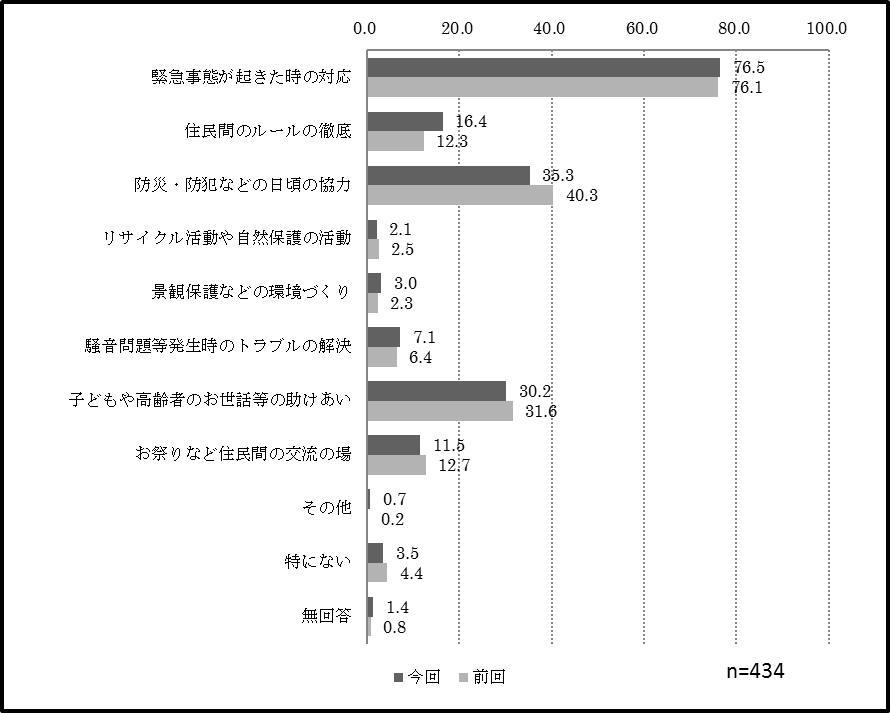 0.0 20.0 40.0 60.0 80.0 100.0
緊急事態が起きた時の対応 76.5
76.1
住民間のルールの徹底 16.4
12.3
防災・防犯などの日頃の協力 35.3
40.3
リサイクル活動や自然保護の活動 2.1
2.5
景観保護などの環境づくり 3.0
2.3
騒音問題等発生時のトラブルの解決 7.1
6.4
子どもや高齢者のお世話等の助けあい 30.2
31.6
お祭りなど住民間の交流の場 11.5
12.7
その他 0.7
0.2
特にない 3.5
4.4
無回答 1.4
0.8
今回 前回 n=434